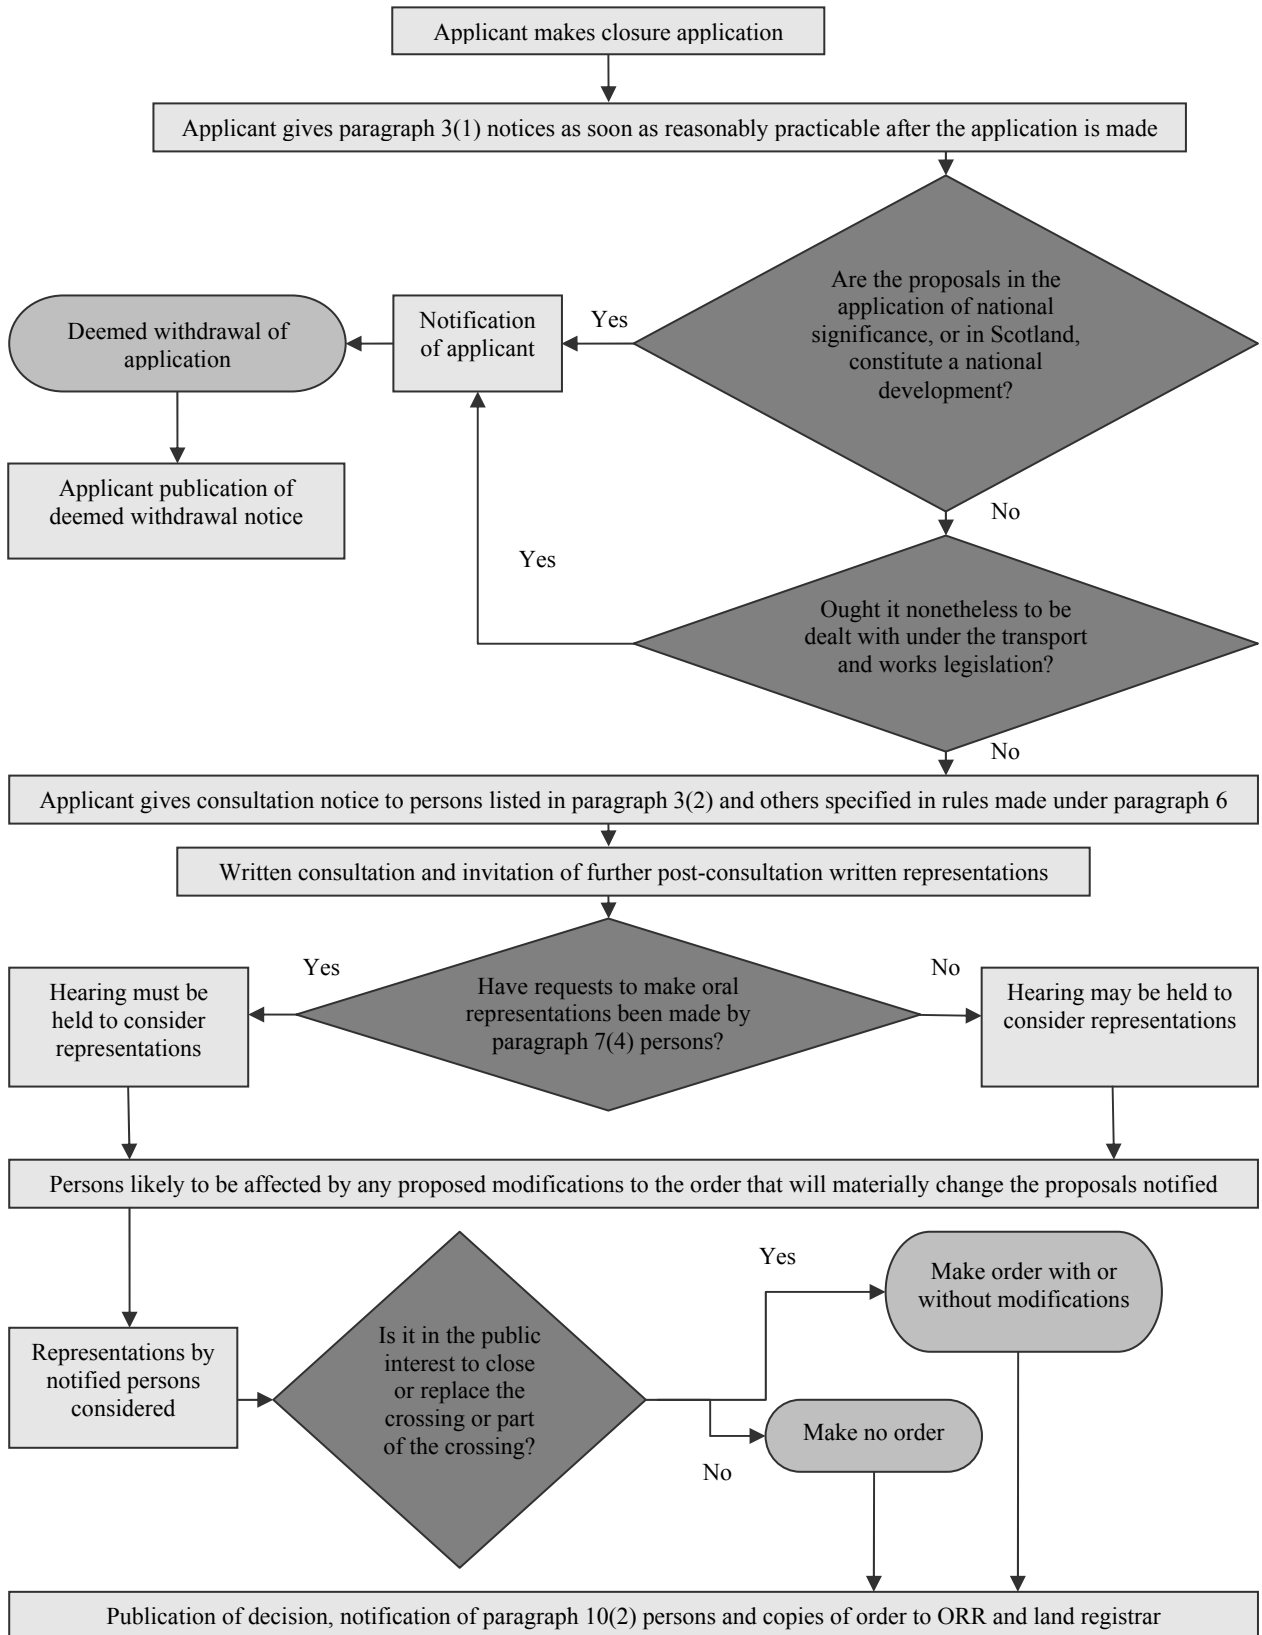 Applicant makes closure application
Applicant gives paragraph 3(1) notices as soon as reasonably practicable after the application is made
Are the proposals in the
application of national
significance, or in Scotland,
constitute a national
development?
Yes
Notification
of applicant
Deemed withdrawal of
application
Applicant publication of
deemed withdrawal notice
No
Yes
Ought it nonetheless to be
dealt with under the transport
and works legislation?
No
Applicant gives consultation notice to persons listed in paragraph 3(2) and others specified in rules made under paragraph 6
Written consultation and invitation of further post-consultation written representations
Have requests to make oral
representations been made by
paragraph 7(4) persons?
Yes
Hearing must be
held to consider
representations
No
Hearing may be held to
consider representations
Persons likely to be affected by any proposed modifications to the order that will materially change the proposals notified
Representations by
notified persons
considered
Is it in the public
interest to close
or replace the
crossing or part
of the crossing?
Yes
Make order with or
without modifications
No
Make no order
Publication of decision, notification of paragraph 10(2) persons and copies of order to ORR and land registrar